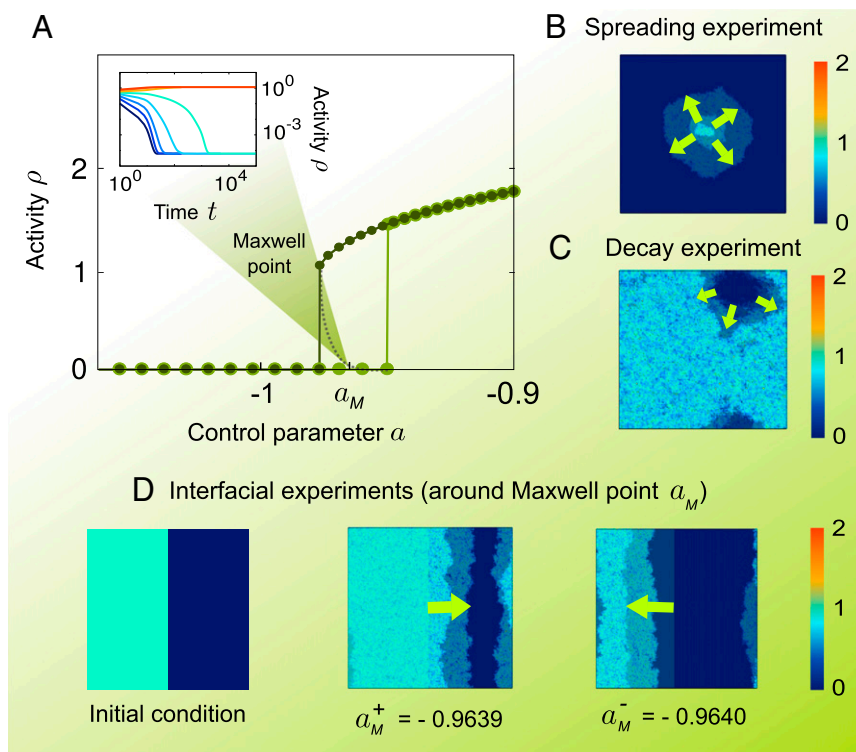 A
Activity ρ
2
1
0
-1
a_M
-0.9
Control parameter a
Maxwell
point
10^0
10^-3
Activity ρ
10^0
10^4
Time t
B Spreading experiment
2
1
0
C Decay experiment
2
1
0
D Interfacial experiments (around Maxwell point a_M)
2
1
0
Initial condition
a_M^+ = - 0.9639
a_M^- = - 0.9640